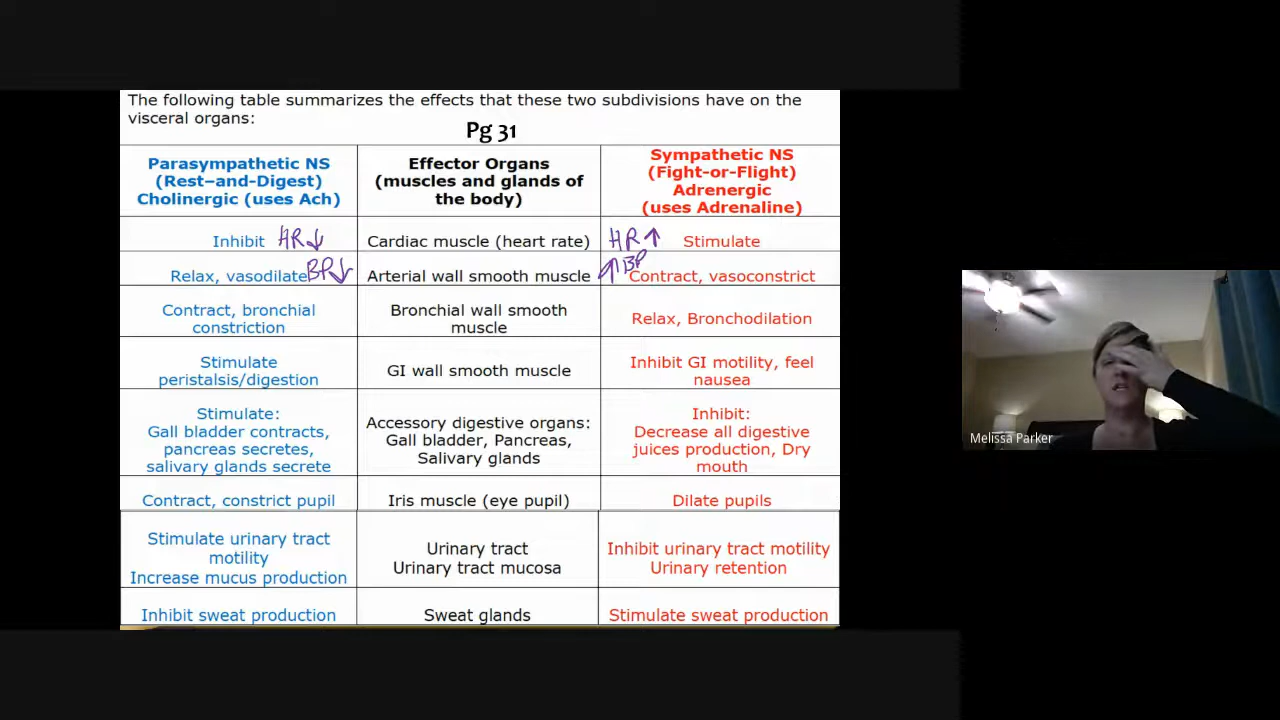 The following table summarizes the effects that these two subdivisions have on the
visceral organs:
Pg 31
Parasympathetic NS
(Rest–and-Digest)
Cholinergic (uses Ach)
Effector Organs
(muscles and glands of
the body)
Sympathetic NS
(Fight-or-Flight)
Adrenergic
(uses Adrenaline)
Inhibit HR↓
Cardiac muscle (heart rate)
HR↑ Stimulate
Relax, vasodilate BP↓
Arterial wall smooth muscle
↑BP Contract, vasoconstrict
Contract, bronchial
constriction
Bronchial wall smooth
muscle
Relax, Bronchodilation
Stimulate
peristalsis/digestion
GI wall smooth muscle
Inhibit GI motility, feel
nausea
Stimulate:
Gall bladder contracts,
pancreas secretes,
salivary glands secrete
Accessory digestive organs:
Gall bladder, Pancreas,
Salivary glands
Inhibit:
Decrease all digestive
juices production, Dry
mouth
Contract, constrict pupil
Iris muscle (eye pupil)
Dilate pupils
Stimulate urinary tract
motility
Increase mucus production
Urinary tract
Urinary tract mucosa
Inhibit urinary tract motility
Urinary retention
Inhibit sweat production
Sweat glands
Stimulate sweat production
Melissa Parker